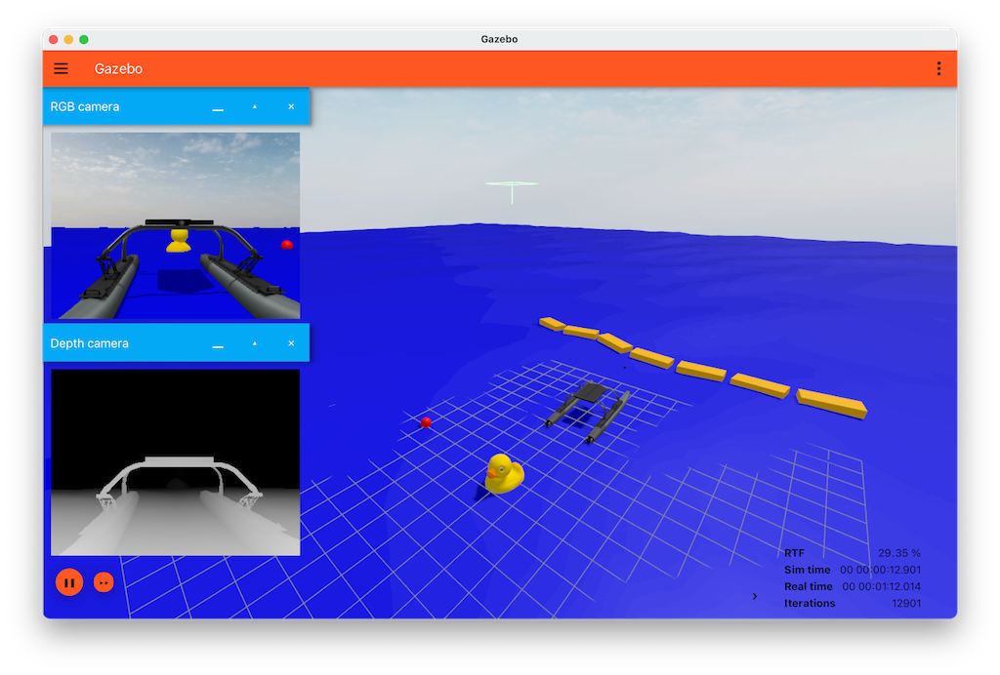 Gazebo
Gazebo
RGB camera
Depth camera
RTF 29.35 %
Sim time 00 00:00:12.901
Real time 00 00:01:12.014
Iterations 12901